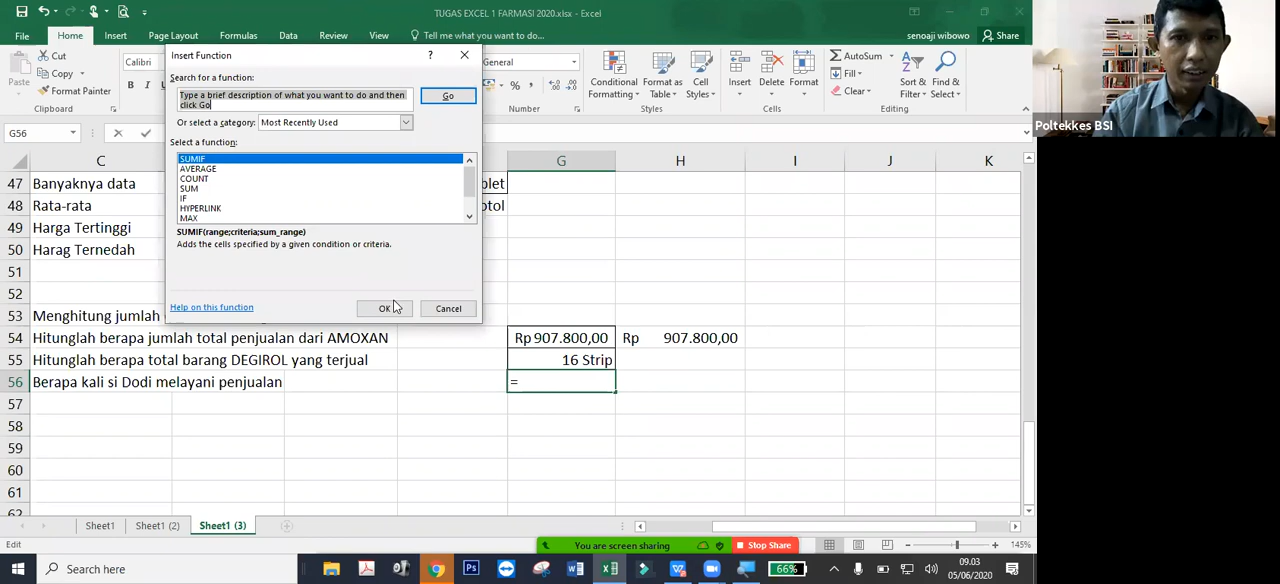 TUGAS EXCEL 1 FARMASI 2020.xlsx - Excel
File Home Insert Page Layout Formulas Data Review View Tell me what you want to do...
senoaji wibowo Share
Cut
Copy
Format Painter
Paste
Clipboard
Calibri
B I
General
Number
Conditional Formatting
Format as Table
Cell Styles
Styles
Insert Delete Format
Cells
AutoSum
Fill
Clear
Sort & Filter
Find & Select
Editing
Poltekkes BSI
Insert Function
Search for a function:
Type a brief description of what you want to do and then
click Go
Go
Or select a category: Most Recently Used
Select a function:
SUMIF
AVERAGE
COUNT
SUM
IF
HYPERLINK
MAX
SUMIF(range;criteria;sum_range)
Adds the cells specified by a given condition or criteria.
Help on this function
OK Cancel
G56
C G H I J K
47 Banyaknya data blet
48 Rata-rata otol
49 Harga Tertinggi
50 Harag Ternedah
51
52
53 Menghitung jumlah
54 Hitunglah berapa jumlah total penjualan dari AMOXAN Rp 907.800,00 Rp 907.800,00
55 Hitunglah berapa total barang DEGIROL yang terjual 16 Strip
56 Berapa kali si Dodi melayani penjualan =
57
58
59
60
61
62
Sheet1 Sheet1 (2) Sheet1 (3)
Edit
You are screen sharing Stop Share
145%
Search here
66%
09.03
05/06/2020